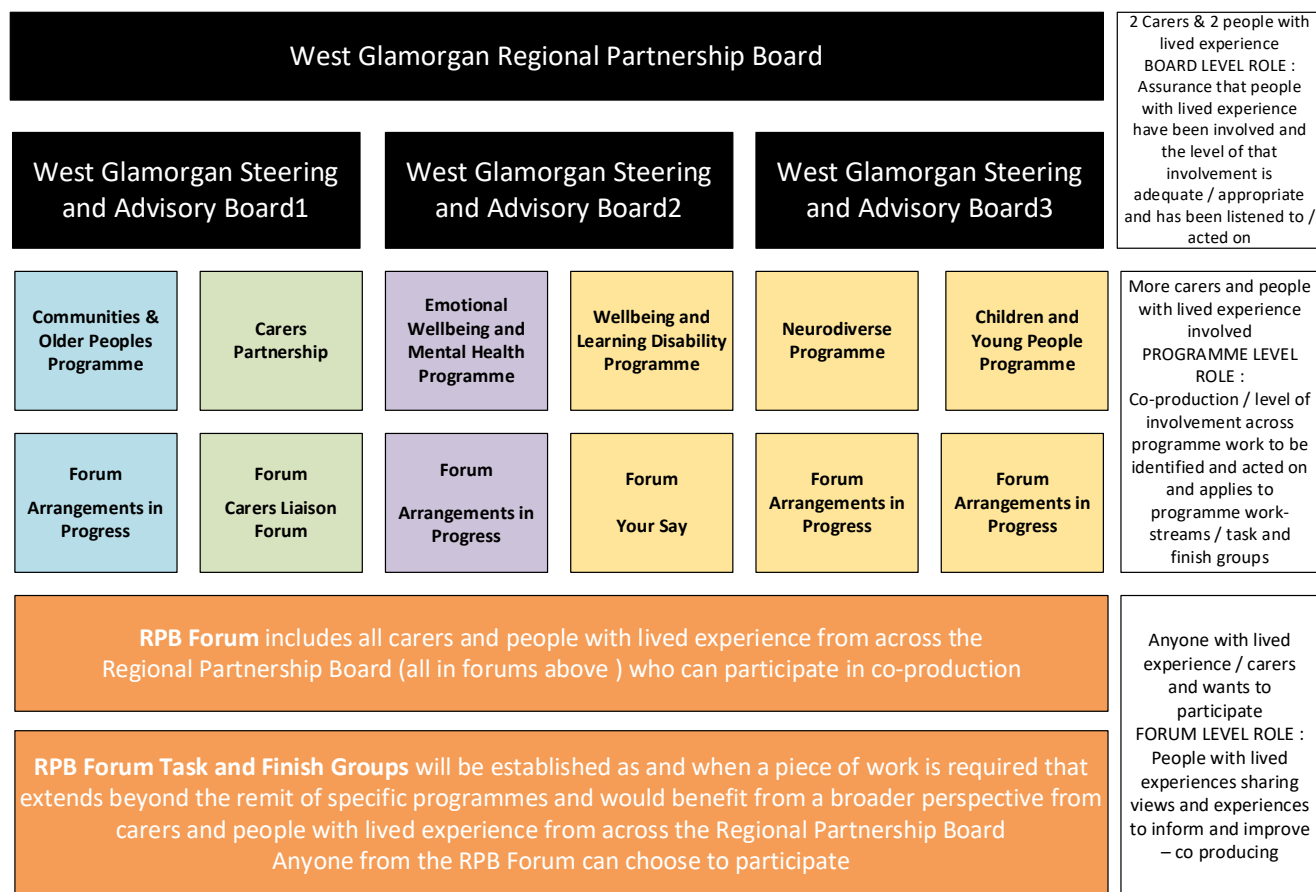 West Glamorgan Regional Partnership Board
2 Carers & 2 people with
lived experience
BOARD LEVEL ROLE :
Assurance that people
with lived experience
have been involved and
the level of that
involvement is
adequate / appropriate
and has been listened to /
acted on
West Glamorgan Steering
and Advisory Board1
West Glamorgan Steering
and Advisory Board2
West Glamorgan Steering
and Advisory Board3
Communities &
Older Peoples
Programme
Carers
Partnership
Emotional
Wellbeing and
Mental Health
Programme
Wellbeing and
Learning Disability
Programme
Neurodiverse
Programme
Children and
Young People
Programme
More carers and people
with lived experience
involved
PROGRAMME LEVEL
ROLE :
Co-production / level of
involvement across
programme work to be
identified and acted on
and applies to
programme work-
streams / task and
finish groups
Forum
Arrangements in
Progress
Forum
Carers Liaison
Forum
Forum
Arrangements in
Progress
Forum
Your Say
Forum
Arrangements in
Progress
Forum
Arrangements in
Progress
RPB Forum includes all carers and people with lived experience from across the
Regional Partnership Board (all in forums above ) who can participate in co-production
Anyone with lived
experience / carers
and wants to
participate
FORUM LEVEL ROLE :
People with lived
experiences sharing
views and experiences
to inform and improve
– co producing
RPB Forum Task and Finish Groups will be established as and when a piece of work is required that
extends beyond the remit of specific programmes and would benefit from a broader perspective from
carers and people with lived experience from across the Regional Partnership Board
Anyone from the RPB Forum can choose to participate